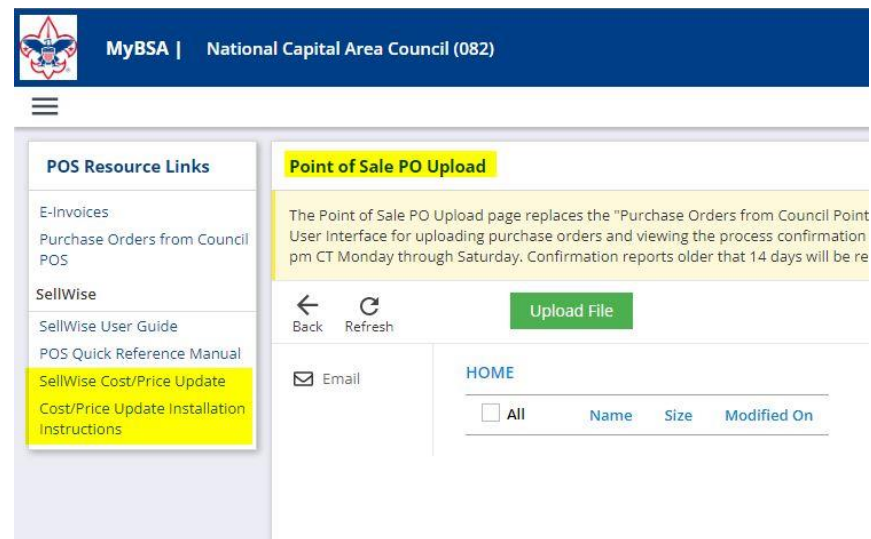 MyBSA | National Capital Area Council (082)
POS Resource Links
E-Invoices
Purchase Orders from Council
POS
SellWise
SellWise User Guide
POS Quick Reference Manual
SellWise Cost/Price Update
Cost/Price Update Installation
Instructions
Point of Sale PO Upload
The Point of Sale PO Upload page replaces the "Purchase Orders from Council Point
User Interface for uploading purchase orders and viewing the process confirmation
pm CT Monday through Saturday. Confirmation reports older that 14 days will be re
Back Refresh Upload File
Email
HOME
All Name Size Modified On